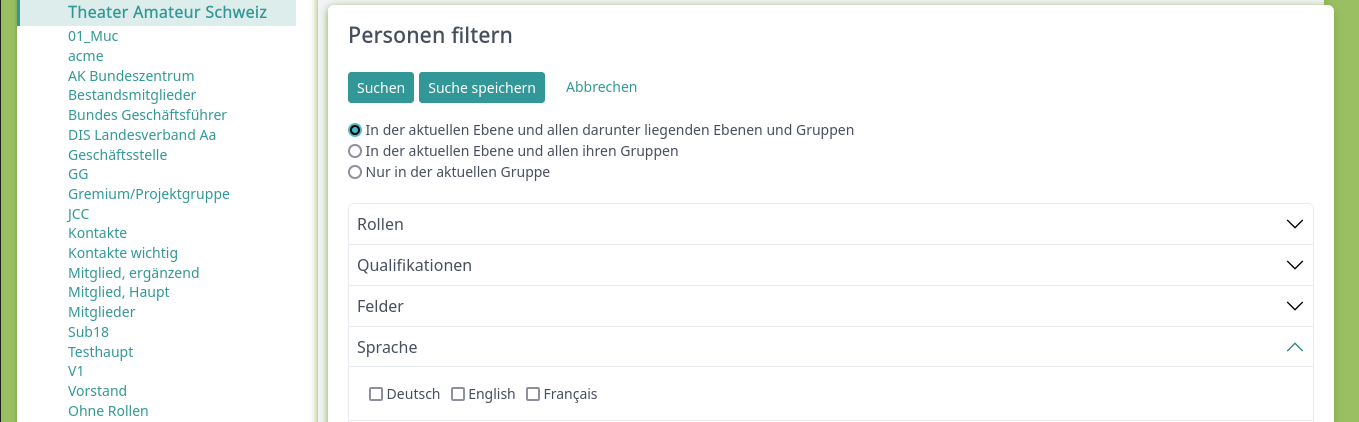 Theater Amateur Schweiz
01_Muc
acme
AK Bundeszentrum
Bestandsmitglieder
Bundes Geschäftsführer
DIS Landesverband Aa
Geschäftsstelle
GG
Gremium/Projektgruppe
JCC
Kontakte
Kontakte wichtig
Mitglied, ergänzend
Mitglied, Haupt
Mitglieder
Sub18
Testhaupt
V1
Vorstand
Ohne Rollen
Personen filtern
Suchen Suche speichern Abbrechen
In der aktuellen Ebene und allen darunter liegenden Ebenen und Gruppen
In der aktuellen Ebene und allen ihren Gruppen
Nur in der aktuellen Gruppe
Rollen
Qualifikationen
Felder
Sprache
Deutsch English Français